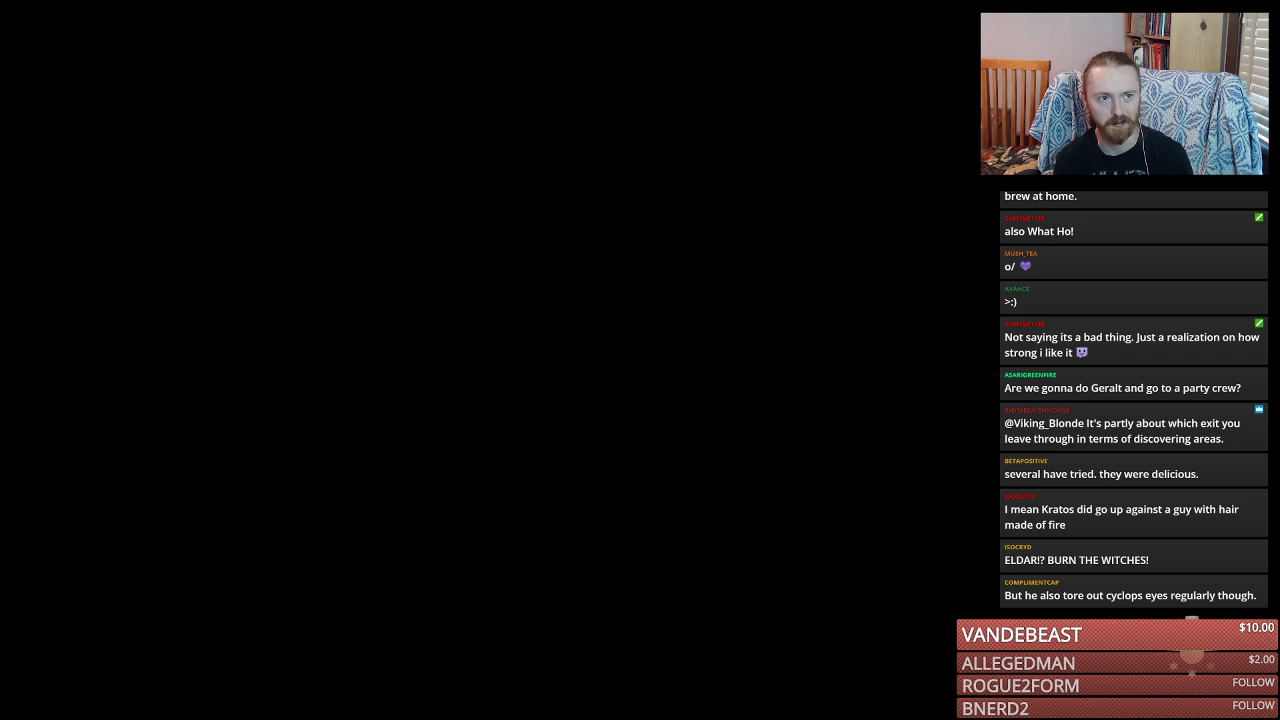 brew at home.
also What Ho!
MUSH_TEA
o/
AVAHCE
>:)
Not saying its a bad thing. Just a realization on how
strong i like it
ASARIGREENFIRE
Are we gonna do Geralt and go to a party crew?
RHYMESWITHMOOSE
@Viking_Blonde It's partly about which exit you
leave through in terms of discovering areas.
BETAPOSITIVE
several have tried. they were delicious.
I mean Kratos did go up against a guy with hair
made of fire
ISOCRYD
ELDAR!? BURN THE WITCHES!
COMPLIMENTCAP
But he also tore out cyclops eyes regularly though.
VANDEBEAST $10.00
ALLEGEDMAN $2.00
ROGUE2FORM FOLLOW
BNERD2 FOLLOW